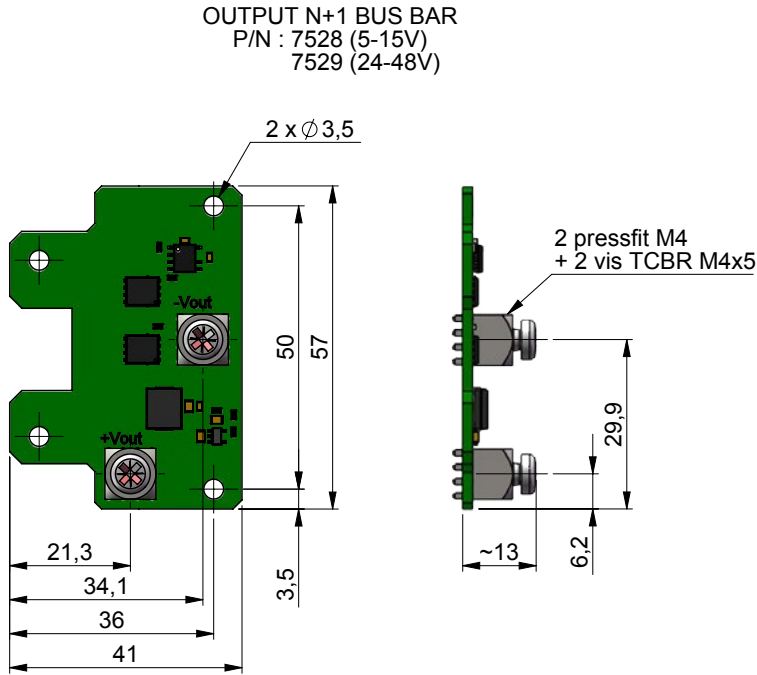 OUTPUT N+1 BUS BAR
P/N : 7528 (5-15V)
7529 (24-48V)
2 x ∅ 3,5
2 pressfit M4
+ 2 vis TCBR M4x5
-Vout
+Vout
50
57
29,9
21,3
34,1
36
41
3,5
~13
6,2